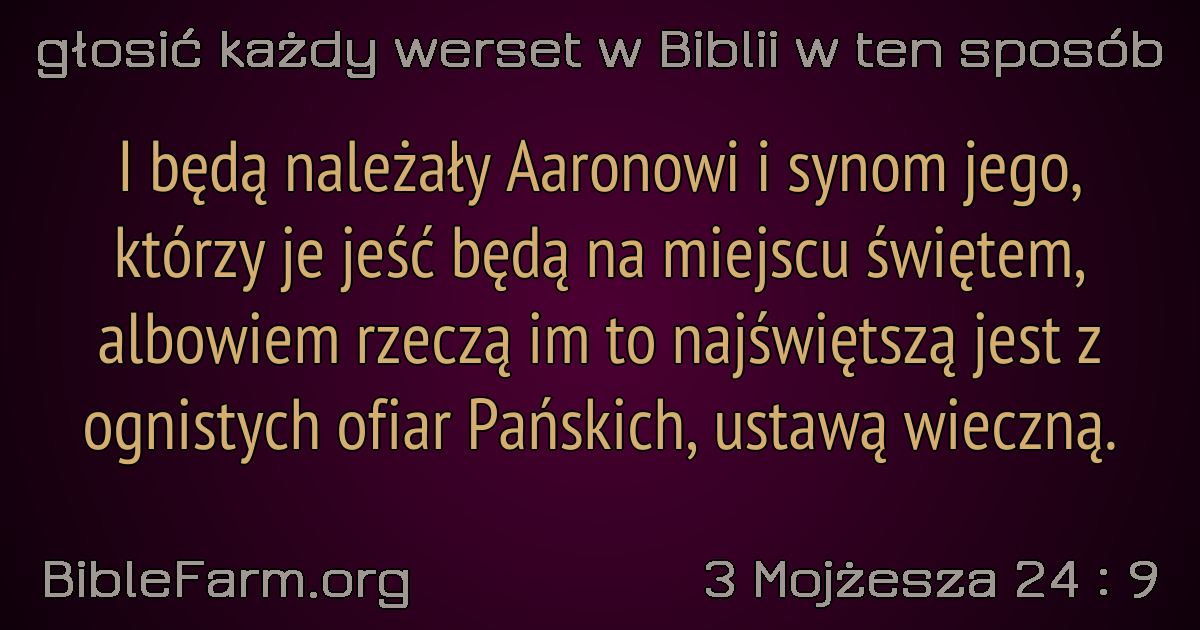 głosić każdy werset w Biblii w ten sposób
I będą należały Aaronowi i synom jego,
którzy je jeść będą na miejscu świętem,
albowiem rzeczą im to najświętszą jest z
ognistych ofiar Pańskich, ustawą wieczną.
BibleFarm.org
3 Mojżesza 24 : 9